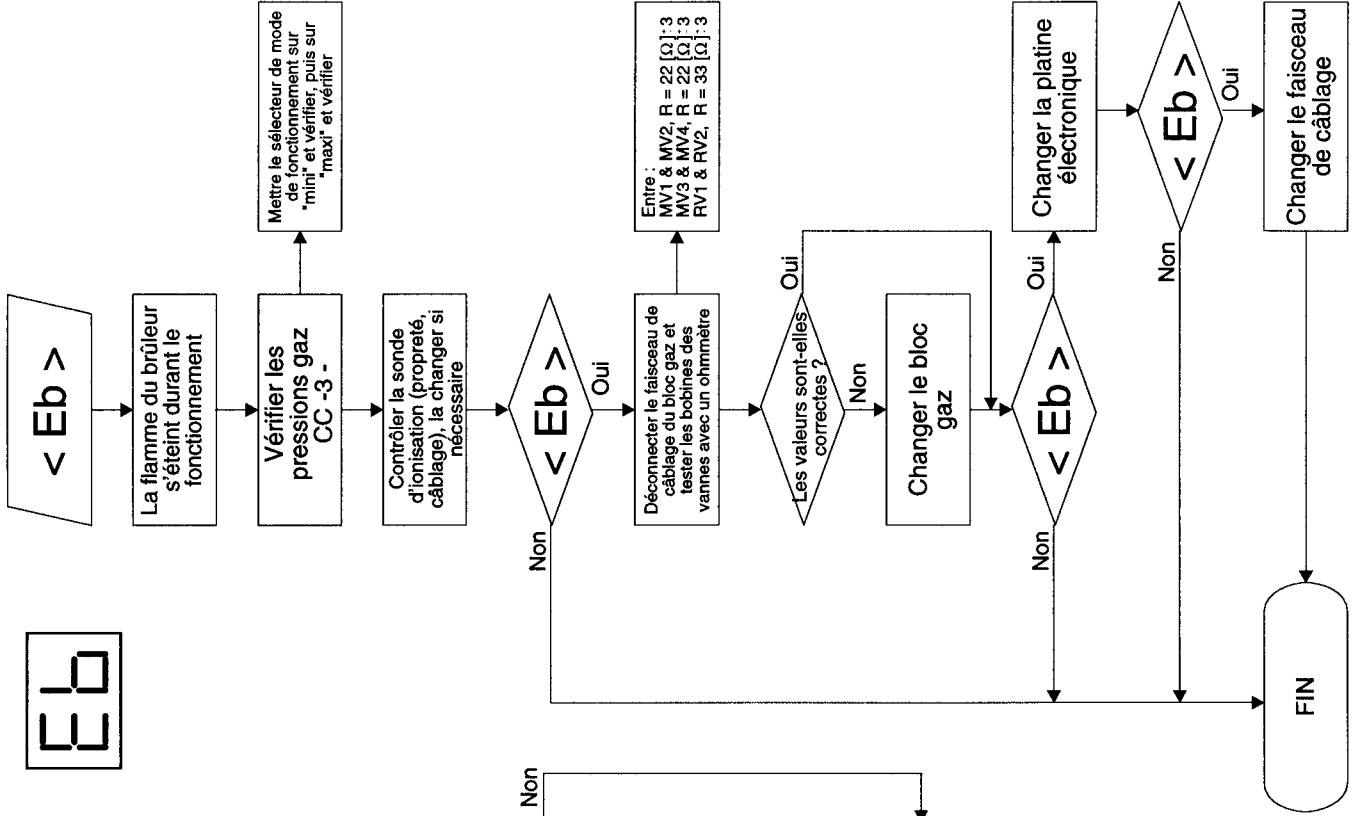 Eb
< Eb >
La flamme du brûleur
s'éteint durant le
fonctionnement
Vérifier les
pressions gaz
CC -3 -
Mettre le sélecteur de mode
de fonctionnement sur
"mini" et vérifier, puis sur
"maxi" et vérifier
Contrôler la sonde
d'ionisation (propreté,
câblage), la changer si
nécessaire
< Eb >
Non
Oui
Déconnecter le faisceau de
câblage du bloc gaz et
tester les bobines des
vannes avec un ohmmètre
Entre :
MV1 & MV2, R = 22 [Ω]:3
MV3 & MV4, R = 22 [Ω]:3
RV1 & RV2, R = 33 [Ω]:3
Les valeurs sont-elles
correctes ?
Oui
Non
Changer le bloc
gaz
< Eb >
Non
Oui
Changer la platine
électronique
< Eb >
Non
Oui
Changer le faisceau
de câblage
FIN
Non